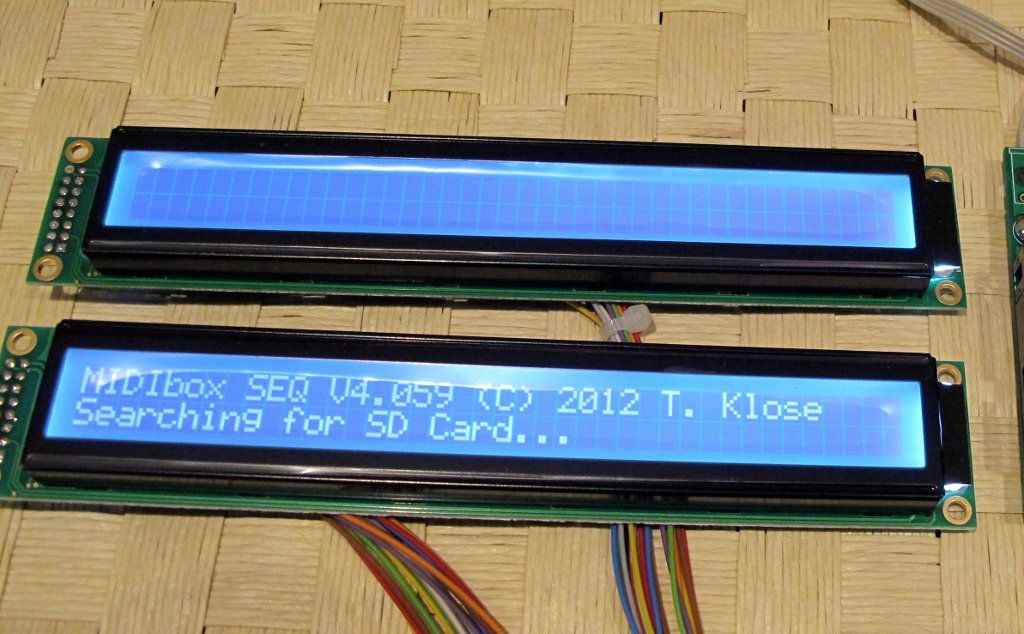 MIDIbox SEQ V4.059 (C) 2012 T. Klose
Searching for SD Card...